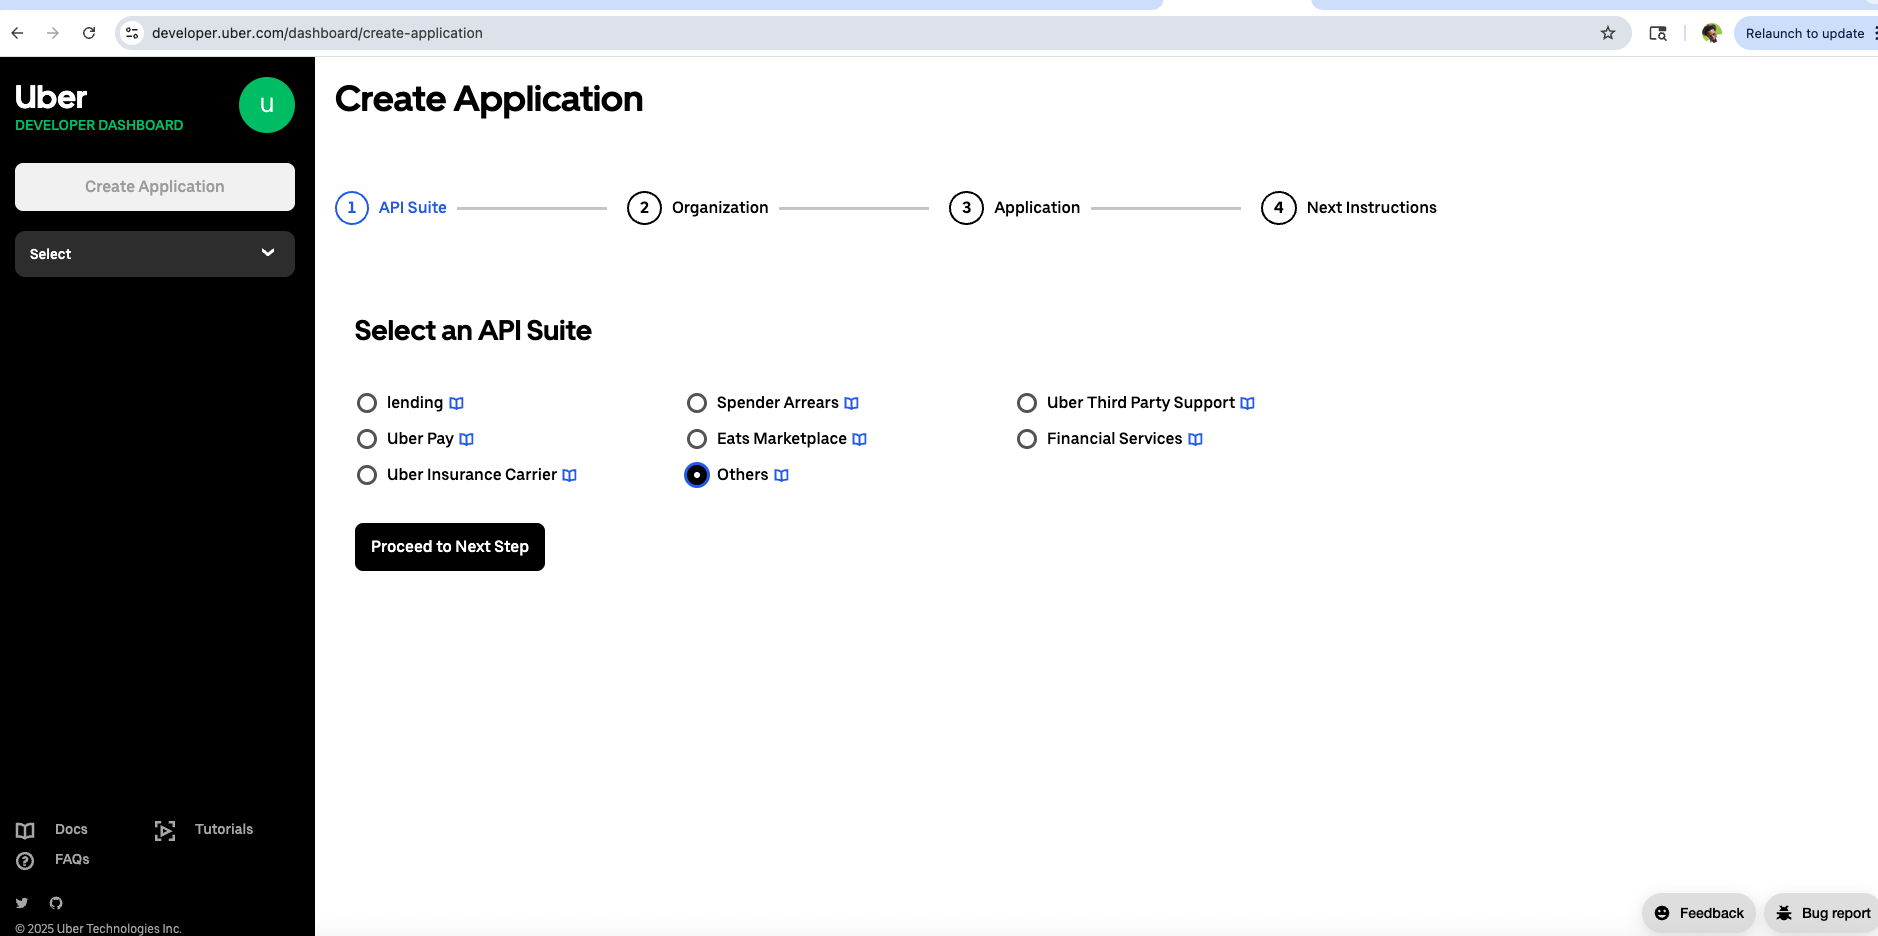 developer.uber.com/dashboard/create-application
Relaunch to update
Uber
DEVELOPER DASHBOARD
U
Create Application
Select
Create Application
1 API Suite
2 Organization
3 Application
4 Next Instructions
Select an API Suite
lending
Spender Arrears
Uber Third Party Support
Uber Pay
Eats Marketplace
Financial Services
Uber Insurance Carrier
Others
Proceed to Next Step
Docs
Tutorials
FAQs
© 2025 Uber Technologies Inc.
Feedback
Bug report